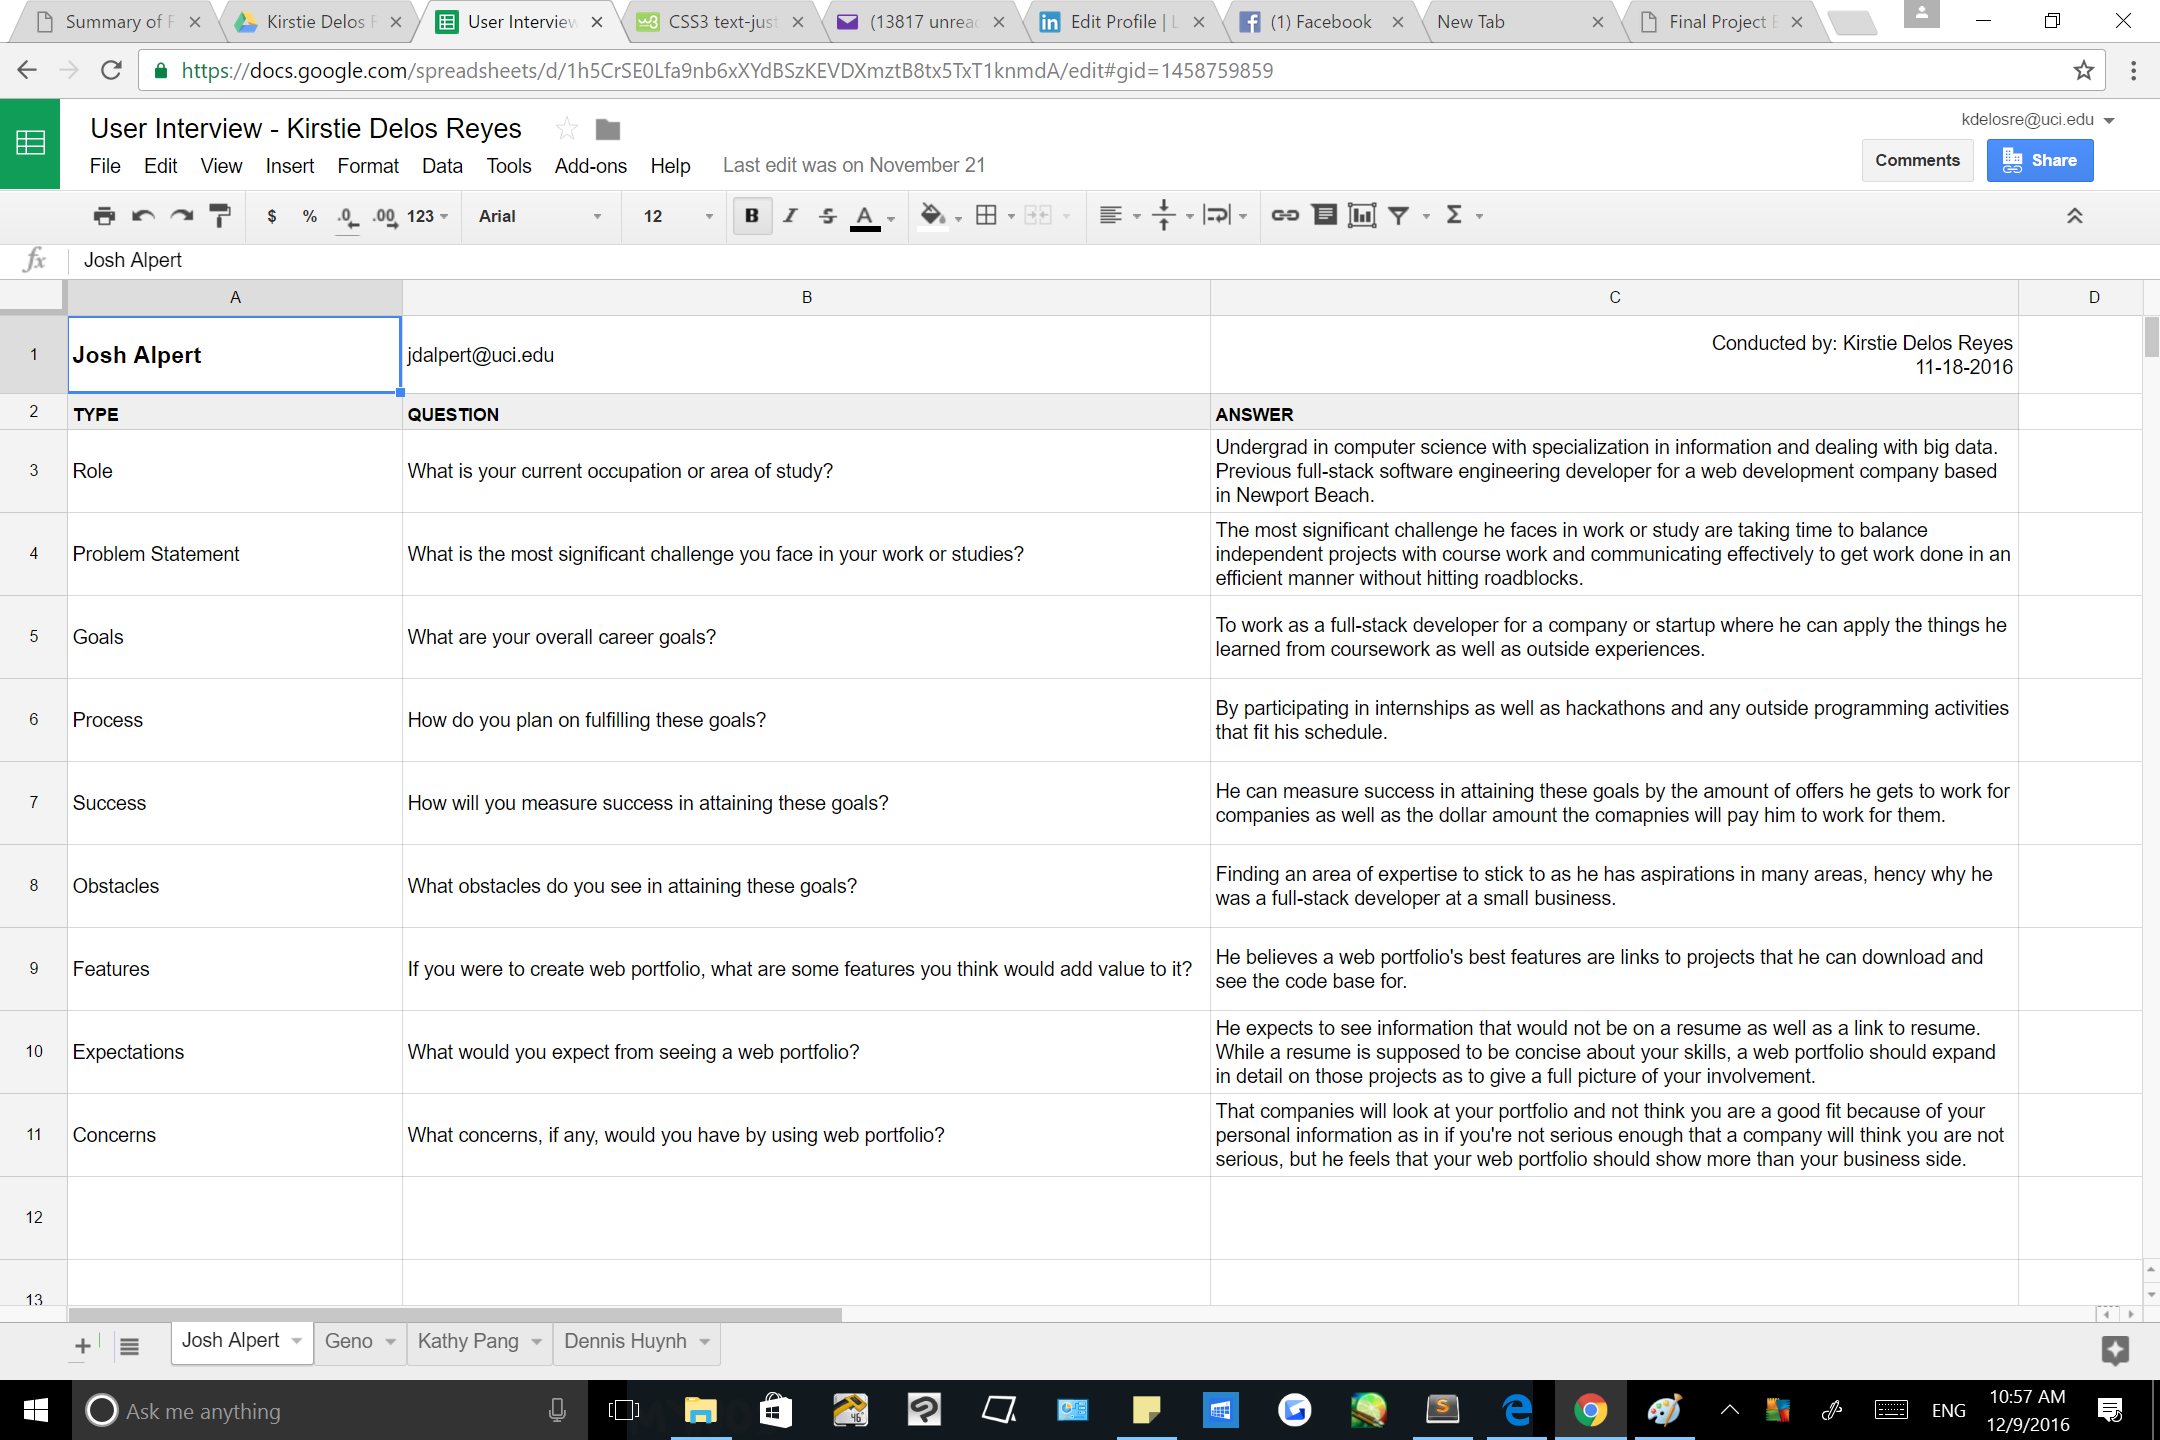 Summary of F
Kirstie Delos F
User Interview
CSS3 text-just
(13817 unrea
Edit Profile | L
(1) Facebook
New Tab
Final Project E
https://docs.google.com/spreadsheets/d/1h5CrSE0Lfa9nb6xXYdBSzKEVDXmztB8tx5TxT1knmdA/edit#gid=1458759859
User Interview - Kirstie Delos Reyes
kdelosre@uci.edu
File Edit View Insert Format Data Tools Add-ons Help Last edit was on November 21
Comments
Share
$ % .0 .00 123 Arial 12 B I S A Σ
fx Josh Alpert
A B C D
1 Josh Alpert jdalpert@uci.edu
Conducted by: Kirstie Delos Reyes
11-18-2016
2 TYPE QUESTION ANSWER
3 Role What is your current occupation or area of study?
Undergrad in computer science with specialization in information and dealing with big data.
Previous full-stack software engineering developer for a web development company based
in Newport Beach.
4 Problem Statement What is the most significant challenge you face in your work or studies?
The most significant challenge he faces in work or study are taking time to balance
independent projects with course work and communicating effectively to get work done in an
efficient manner without hitting roadblocks.
5 Goals What are your overall career goals?
To work as a full-stack developer for a company or startup where he can apply the things he
learned from coursework as well as outside experiences.
6 Process How do you plan on fulfilling these goals?
By participating in internships as well as hackathons and any outside programming activities
that fit his schedule.
7 Success How will you measure success in attaining these goals?
He can measure success in attaining these goals by the amount of offers he gets to work for
companies as well as the dollar amount the comapnies will pay him to work for them.
8 Obstacles What obstacles do you see in attaining these goals?
Finding an area of expertise to stick to as he has aspirations in many areas, hency why he
was a full-stack developer at a small business.
9 Features If you were to create web portfolio, what are some features you think would add value to it?
He believes a web portfolio's best features are links to projects that he can download and
see the code base for.
10 Expectations What would you expect from seeing a web portfolio?
He expects to see information that would not be on a resume as well as a link to resume.
While a resume is supposed to be concise about your skills, a web portfolio should expand
in detail on those projects as to give a full picture of your involvement.
11 Concerns What concerns, if any, would you have by using web portfolio?
That companies will look at your portfolio and not think you are a good fit because of your
personal information as in if you're not serious enough that a company will think you are not
serious, but he feels that your web portfolio should show more than your business side.
12
13
Josh Alpert Geno Kathy Pang Dennis Huynh
Ask me anything
46°
ENG
10:57 AM
12/9/2016